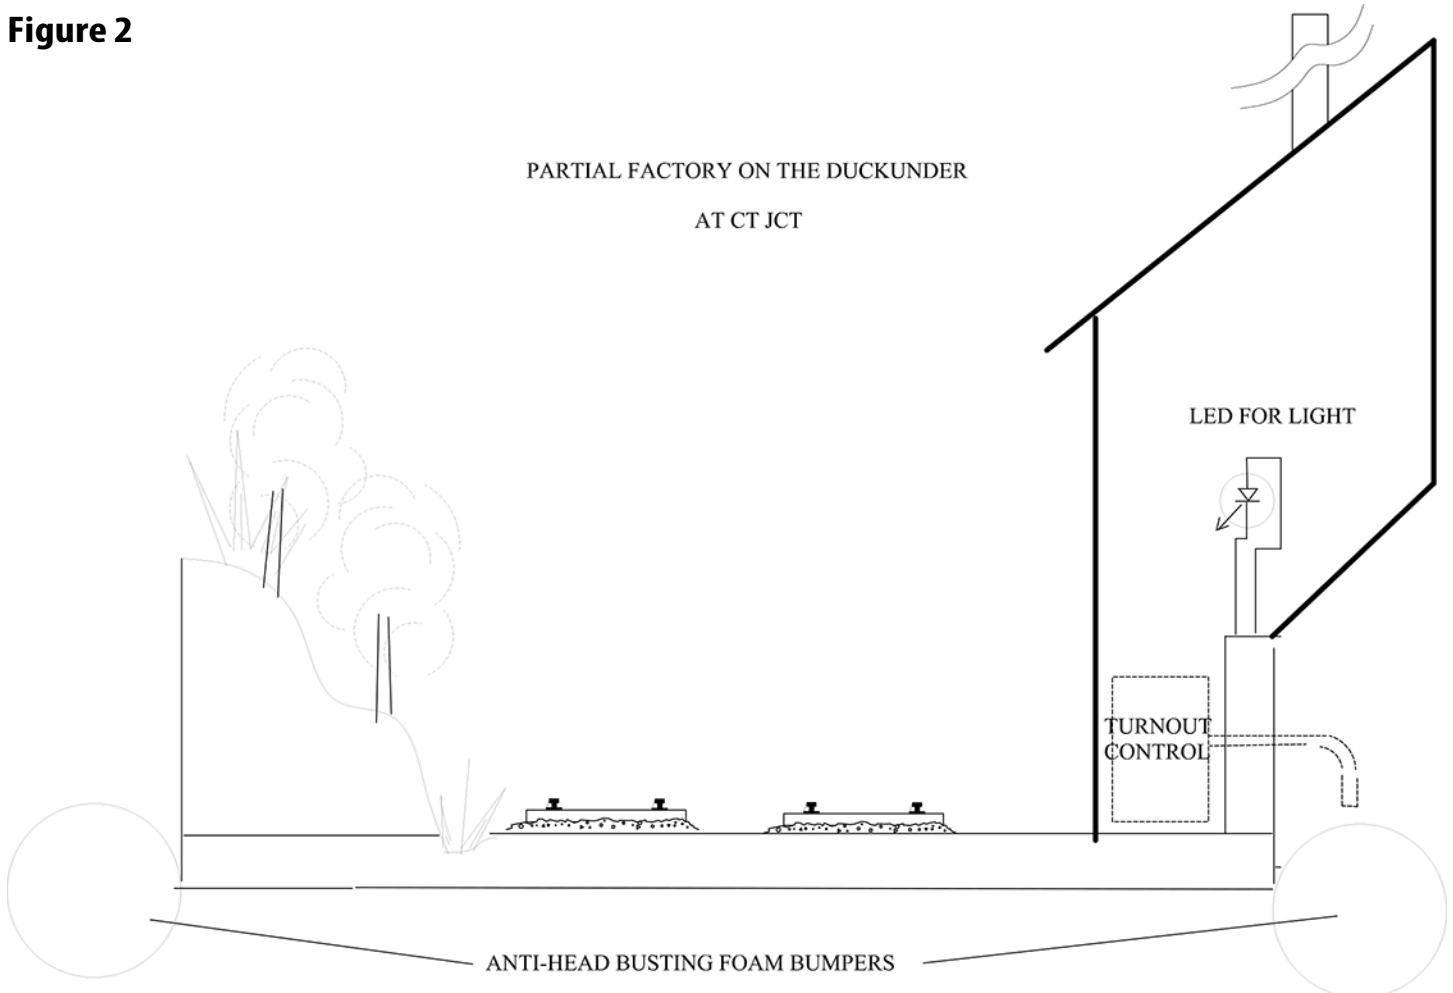 Figure 2
PARTIAL FACTORY ON THE DUCKUNDER
AT CT JCT
LED FOR LIGHT
TURNOUT
CONTROL
ANTI-HEAD BUSTING FOAM BUMPERS